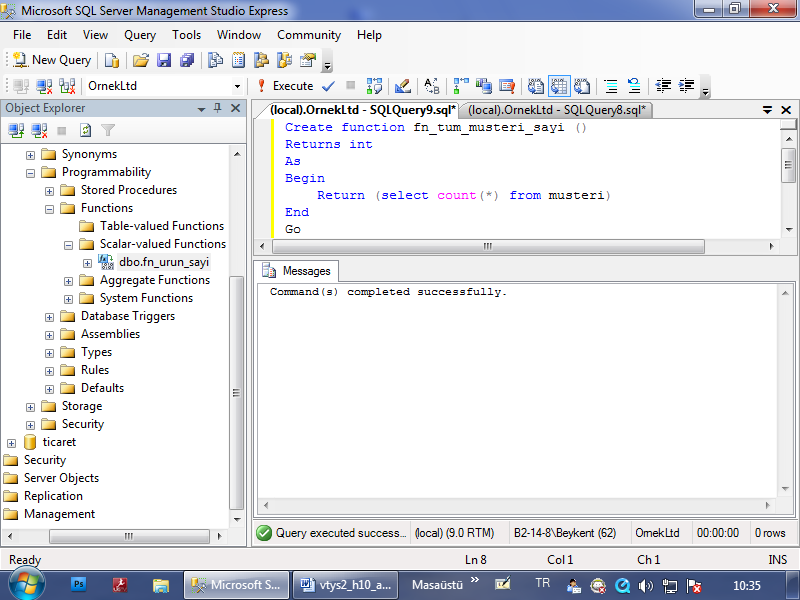 Microsoft SQL Server Management Studio Express
File Edit View Query Tools Window Community Help
New Query
OrnekLtd Execute
Object Explorer
(local).OrnekLtd - SQLQuery9.sql* (local).OrnekLtd - SQLQuery8.sql*
Synonyms
Programmability
Stored Procedures
Functions
Table-valued Functions
Scalar-valued Functions
dbo.fn_urun_sayi
Aggregate Functions
System Functions
Database Triggers
Assemblies
Types
Rules
Defaults
Storage
Security
ticaret
Security
Server Objects
Replication
Management
Create function fn_tum_musteri_sayi ()
Returns int
As
Begin
Return (select count(*) from musteri)
End
Go
Messages
Command(s) completed successfully.
Query executed success... (local) (9.0 RTM) B2-14-8\Beykent (62) OrnekLtd 00:00:00 0 rows
Ready Ln 8 Col 1 Ch 1 INS
Ps Microsoft S... vtys2_h10_a... Masaüstü » TR 10:35